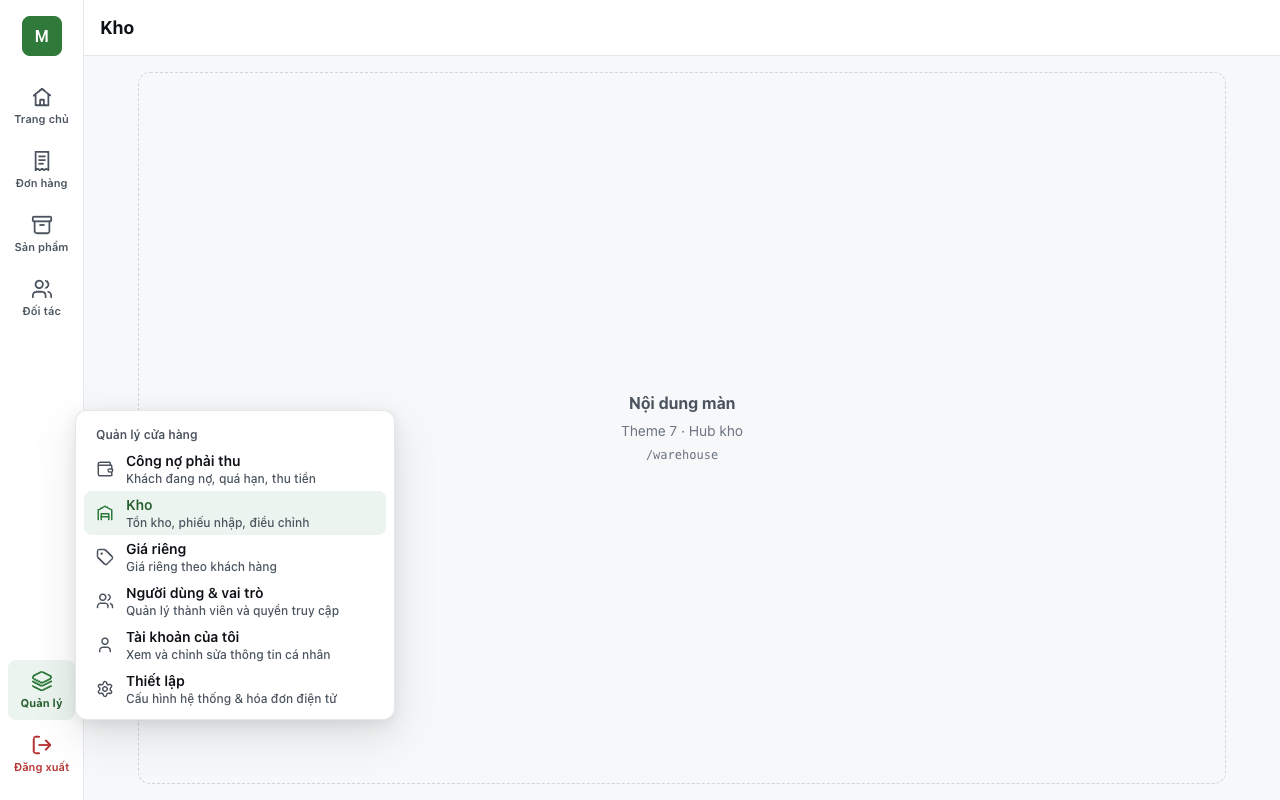 M
Kho
Trang chủ
Đơn hàng
Sản phẩm
Đối tác
Nội dung màn
Theme 7 · Hub kho
/warehouse
Quản lý cửa hàng
Công nợ phải thu
Khách đang nợ, quá hạn, thu tiền
Kho
Tồn kho, phiếu nhập, điều chỉnh
Giá riêng
Giá riêng theo khách hàng
Người dùng & vai trò
Quản lý thành viên và quyền truy cập
Tài khoản của tôi
Xem và chỉnh sửa thông tin cá nhân
Thiết lập
Cấu hình hệ thống & hóa đơn điện tử
Quản lý
Đăng xuất